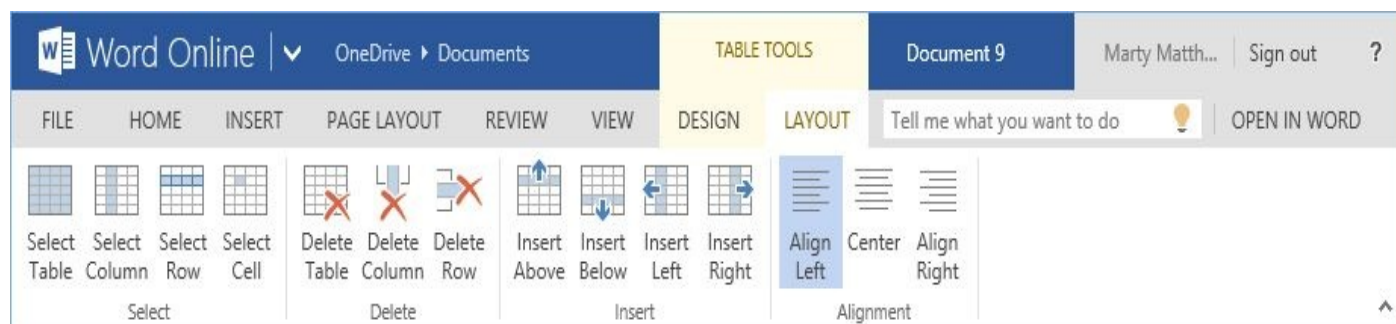 Word Online OneDrive Documents TABLE TOOLS Document 9 Marty Matth... Sign out ?
FILE HOME INSERT PAGE LAYOUT REVIEW VIEW DESIGN LAYOUT Tell me what you want to do OPEN IN WORD
Select Select Select Select Delete Delete Delete Insert Insert Insert Insert Align Center Align
Table Column Row Cell Table Column Row Above Below Left Right Left Right
Select Delete Insert Alignment